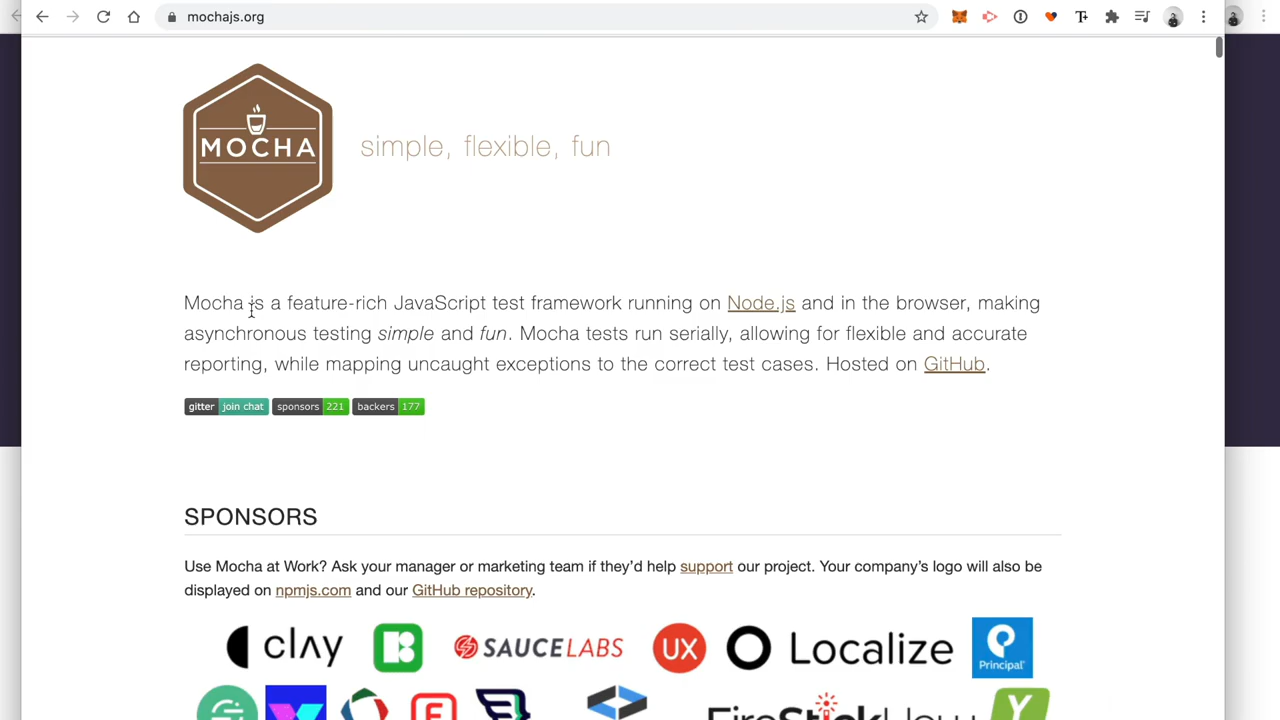 mochajs.org
MOCHA
simple, flexible, fun
Mocha is a feature-rich JavaScript test framework running on Node.js and in the browser, making
asynchronous testing simple and fun. Mocha tests run serially, allowing for flexible and accurate
reporting, while mapping uncaught exceptions to the correct test cases. Hosted on GitHub.
gitter join chat sponsors 221 backers 177
SPONSORS
Use Mocha at Work? Ask your manager or marketing team if they’d help support our project. Your company’s logo will also be
displayed on npmjs.com and our GitHub repository.
clay SAUCELABS UX Localize Principal
FireStickHow